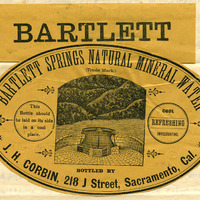 BARTLETT
BARTLETT SPRINGS NATURAL MINERAL WATER
(Trade Mark.)
This
Bottle should
be laid on its side
in a cool
place.
COOL
REFRESHING
INVIGORATING
BOTTLED BY
J. H. CORBIN, 218 J Street, Sacramento, Cal.